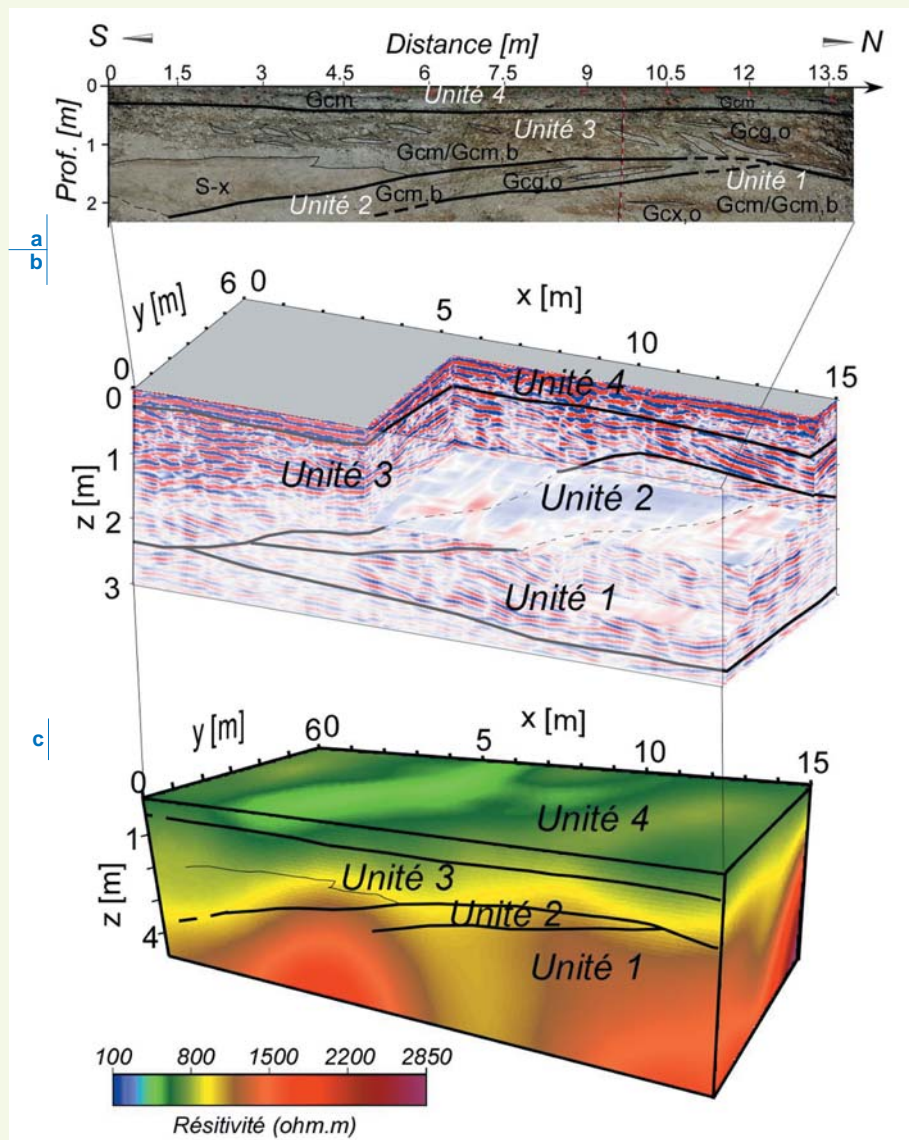 S N
Distance [m]
0 1.5 3 4.5 6 7.5 9 10.5 12 13.5
Prof. [m]
0
1
2
Gcm Unité 4 Gcm
Unité 3 Gcg,o
Gcm/Gcm,b
S-x Gcg,o Unité 1
Unité 2 Gcm,b Gcm/Gcm,b
Gcx,o
a
b
y [m] 6 0 x [m]
5
10
15
0
0
1
2
3
z [m]
Unité 4
Unité 3
Unité 2
Unité 1
c
y [m] 60 x [m]
5 10 15
0
1
4
z [m]
Unité 4
Unité 3
Unité 2
Unité 1
100 800 1500 2200 2850
Résitivité (ohm.m)